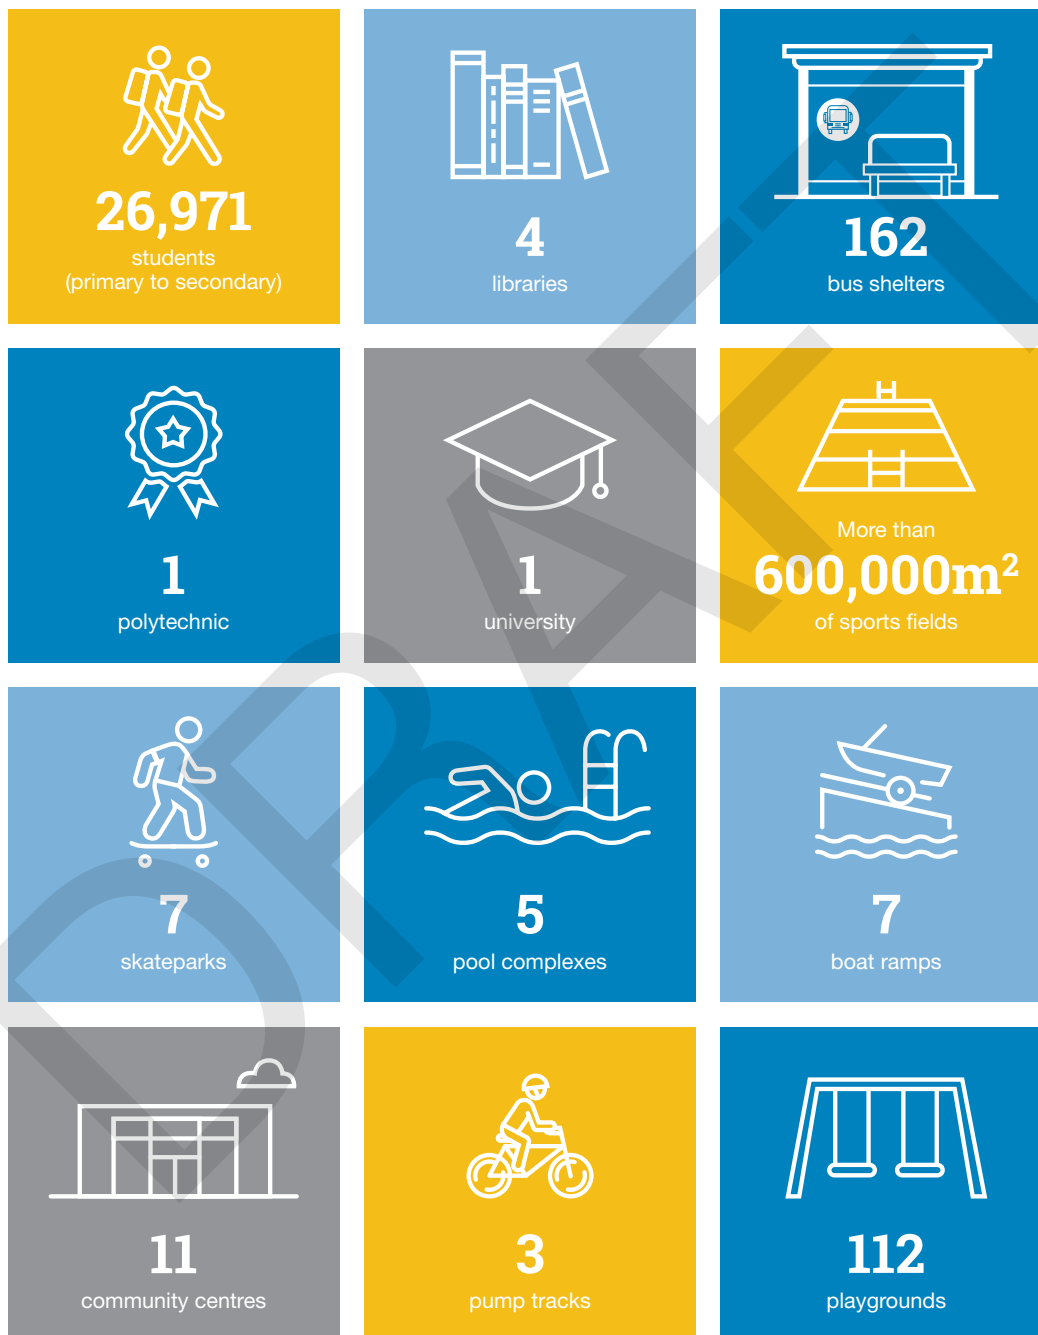 26,971
students
(primary to secondary)
4
libraries
162
bus shelters
1
polytechnic
1
university
More than
600,000m²
of sports fields
7
skateparks
5
pool complexes
7
boat ramps
11
community centres
3
pump tracks
112
playgrounds
DRAFT